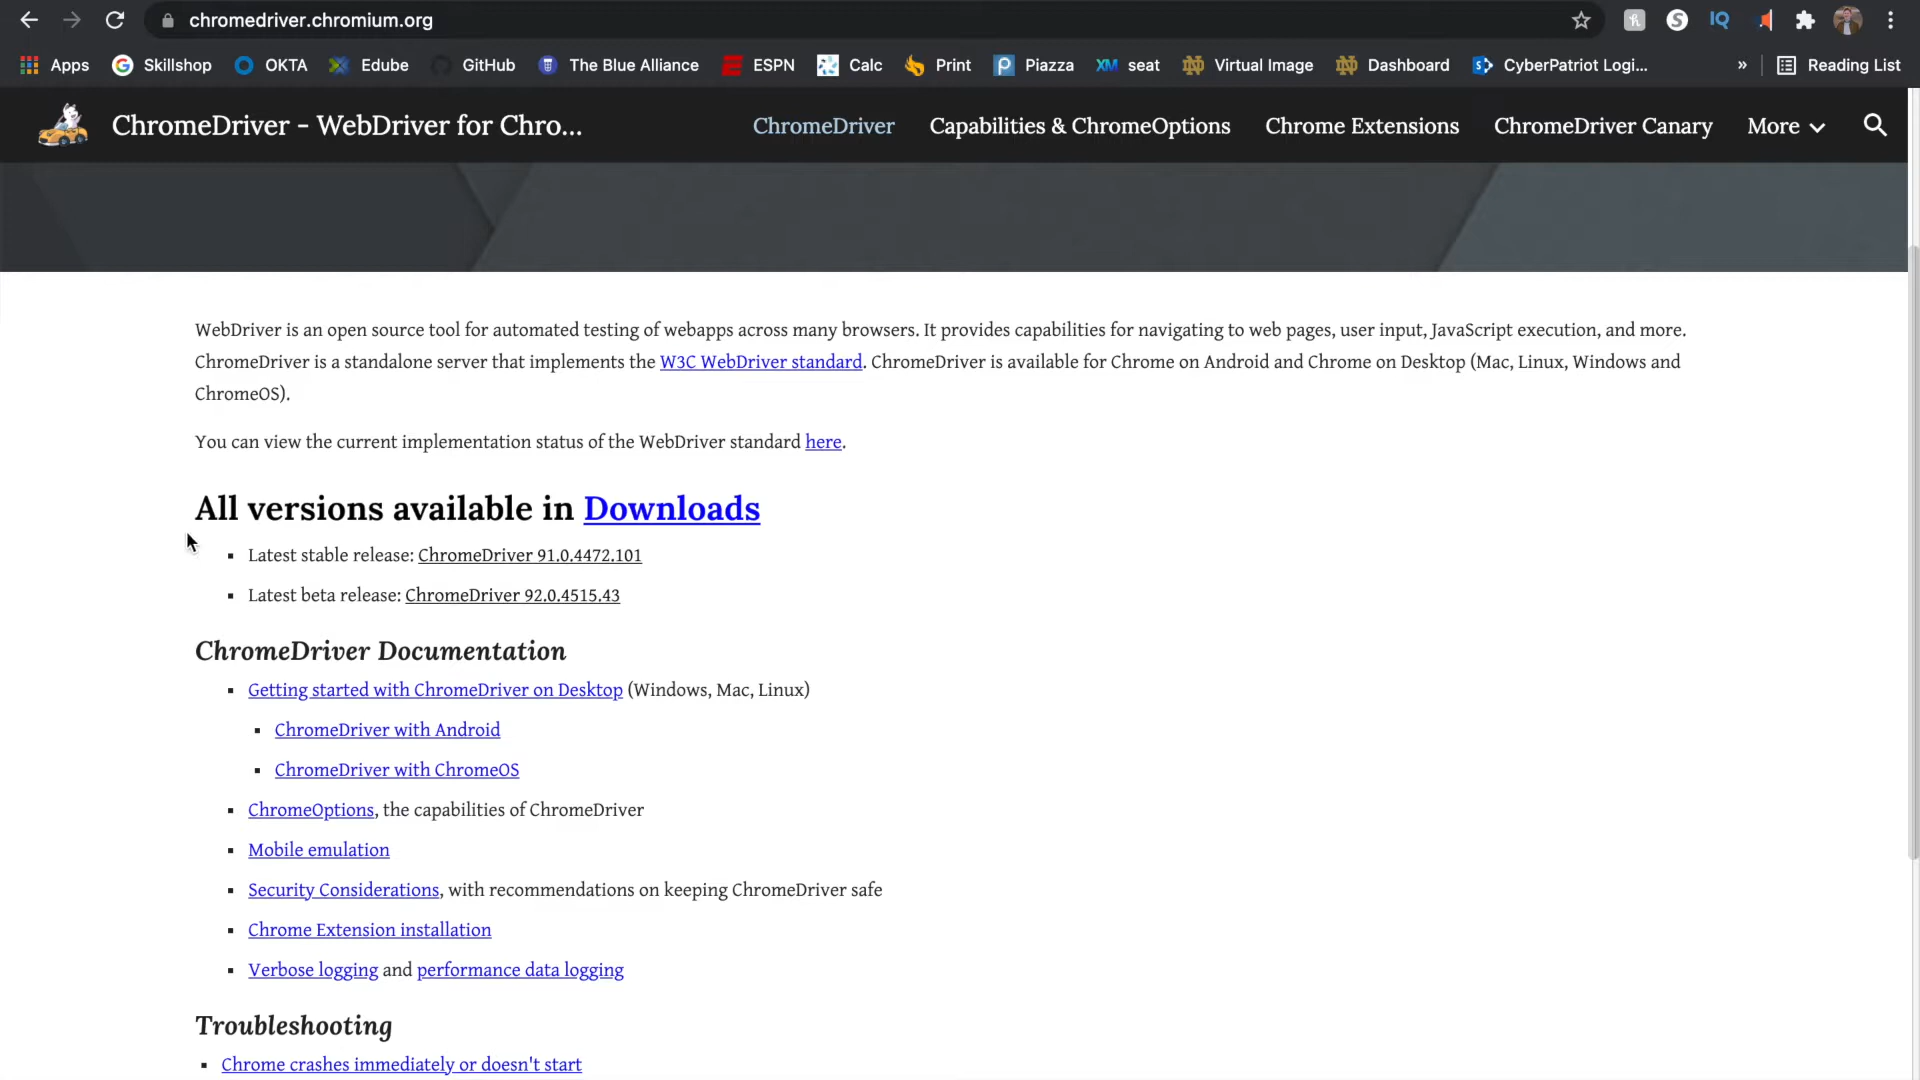 chromedriver.chromium.org
Apps Skillshop OKTA Edube GitHub The Blue Alliance ESPN Calc Print Piazza XM seat Virtual Image Dashboard CyberPatriot Logi... » Reading List
ChromeDriver - WebDriver for Chro... ChromeDriver Capabilities & ChromeOptions Chrome Extensions ChromeDriver Canary More
WebDriver is an open source tool for automated testing of webapps across many browsers. It provides capabilities for navigating to web pages, user input, JavaScript execution, and more.
ChromeDriver is a standalone server that implements the W3C WebDriver standard. ChromeDriver is available for Chrome on Android and Chrome on Desktop (Mac, Linux, Windows and
ChromeOS).
You can view the current implementation status of the WebDriver standard here.
All versions available in Downloads
Latest stable release: ChromeDriver 91.0.4472.101
Latest beta release: ChromeDriver 92.0.4515.43
ChromeDriver Documentation
Getting started with ChromeDriver on Desktop (Windows, Mac, Linux)
ChromeDriver with Android
ChromeDriver with ChromeOS
ChromeOptions, the capabilities of ChromeDriver
Mobile emulation
Security Considerations, with recommendations on keeping ChromeDriver safe
Chrome Extension installation
Verbose logging and performance data logging
Troubleshooting
Chrome crashes immediately or doesn't start